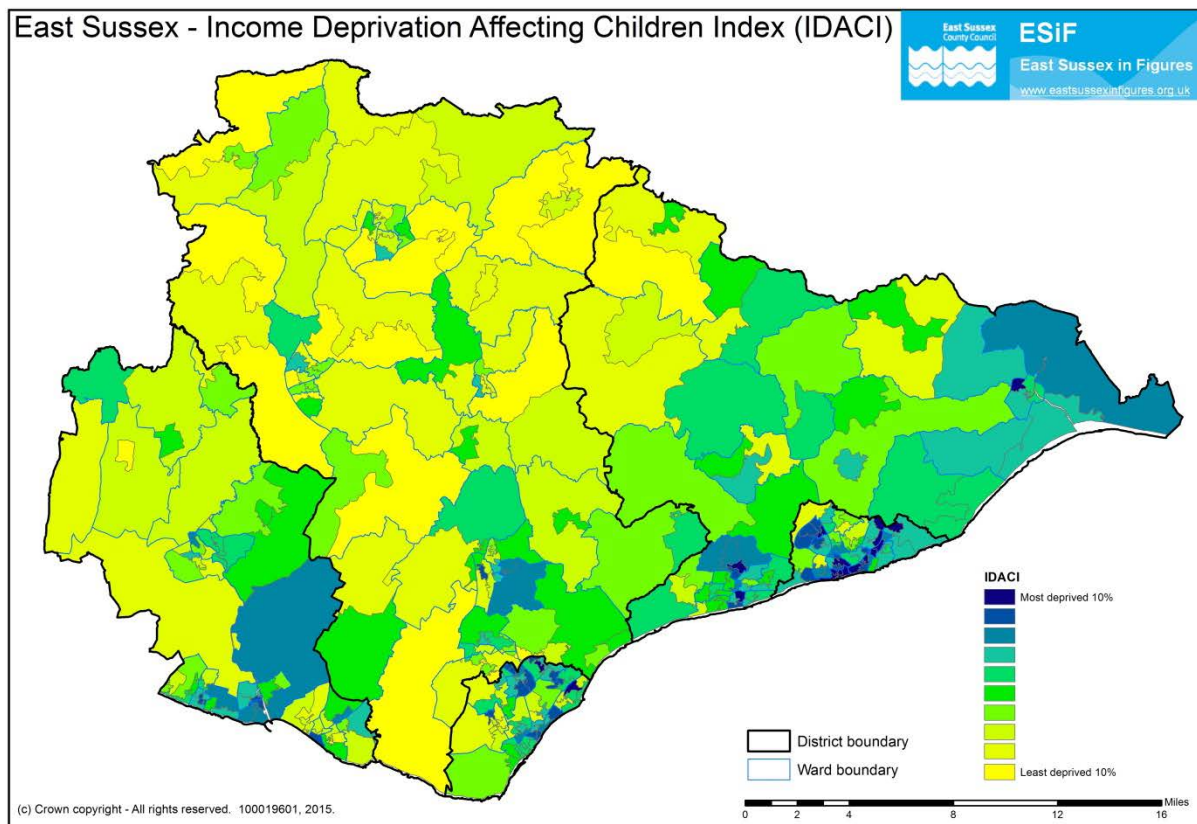 East Sussex - Income Deprivation Affecting Children Index (IDACI)
East Sussex
County Council
ESiF
East Sussex in Figures
www.eastsussexinfigures.org.uk
IDACI
Most deprived 10%
Least deprived 10%
District boundary
Ward boundary
(c) Crown copyright - All rights reserved. 100019601, 2015.
0 2 4 8 12 16 Miles